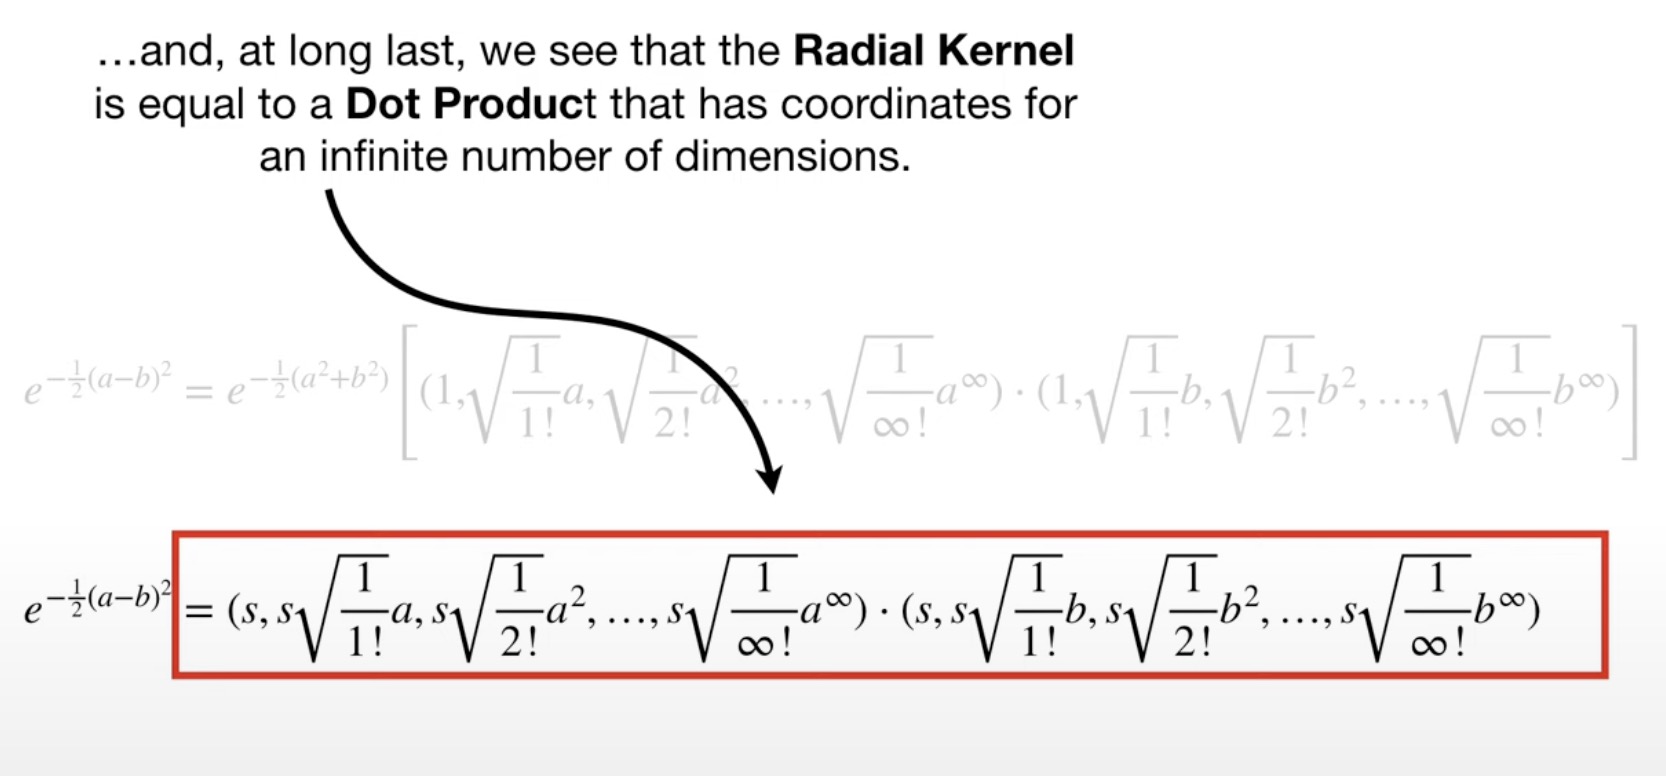 ...and, at long last, we see that the Radial Kernel
is equal to a Dot Product that has coordinates for
an infinite number of dimensions.
$e^{-\frac{1}{2}(a-b)^2} = e^{-\frac{1}{2}(a^2+b^2)} \left[ (1, \sqrt{\frac{1}{1!}}a, \sqrt{\frac{1}{2!}}a^2, \ldots, \sqrt{\frac{1}{\infty!}}a^\infty) \cdot (1, \sqrt{\frac{1}{1!}}b, \sqrt{\frac{1}{2!}}b^2, \ldots, \sqrt{\frac{1}{\infty!}}b^\infty) \right]$
$e^{-\frac{1}{2}(a-b)^2} = (s, s\sqrt{\frac{1}{1!}}a, s\sqrt{\frac{1}{2!}}a^2, \ldots, s\sqrt{\frac{1}{\infty!}}a^\infty) \cdot (s, s\sqrt{\frac{1}{1!}}b, s\sqrt{\frac{1}{2!}}b^2, \ldots, s\sqrt{\frac{1}{\infty!}}b^\infty)$